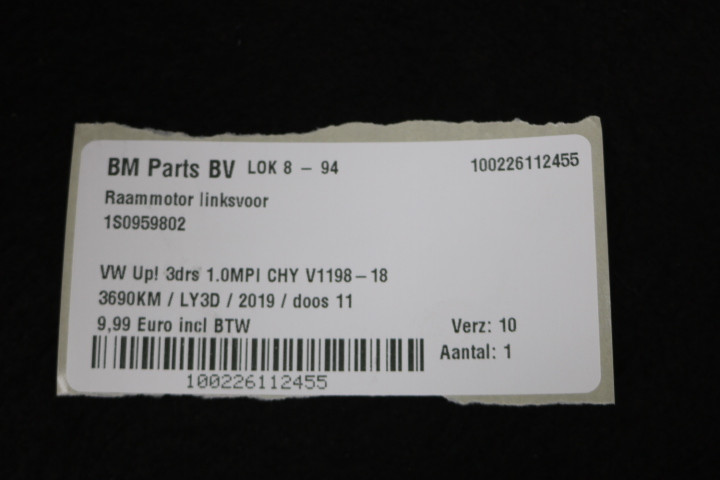 BM Parts BV LOK 8 - 94 100226112455
Raammotor linksvoor
1S0959802
VW Up! 3drs 1.0MPI CHY V1198-18
3690KM / LY3D / 2019 / doos 11
9,99 Euro incl BTW Verz: 10
Aantal: 1
100226112455